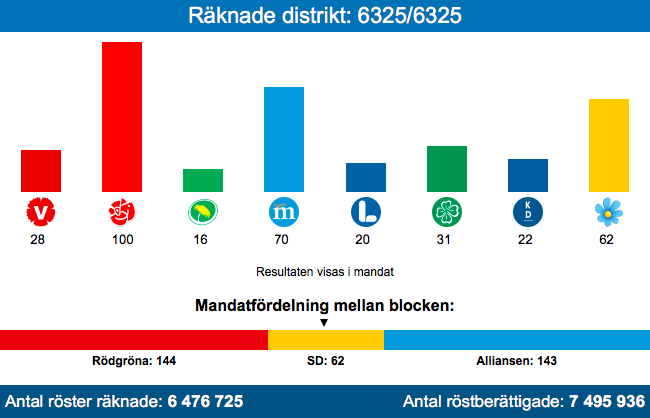 Räknade distrikt: 6325/6325
V m L K D
28 100 16 70 20 31 22 62
Resultaten visas i mandat
Mandatfördelning mellan blocken:
Rödgröna: 144 SD: 62 Alliansen: 143
Antal röster räknade: 6 476 725 Antal röstberättigade: 7 495 936